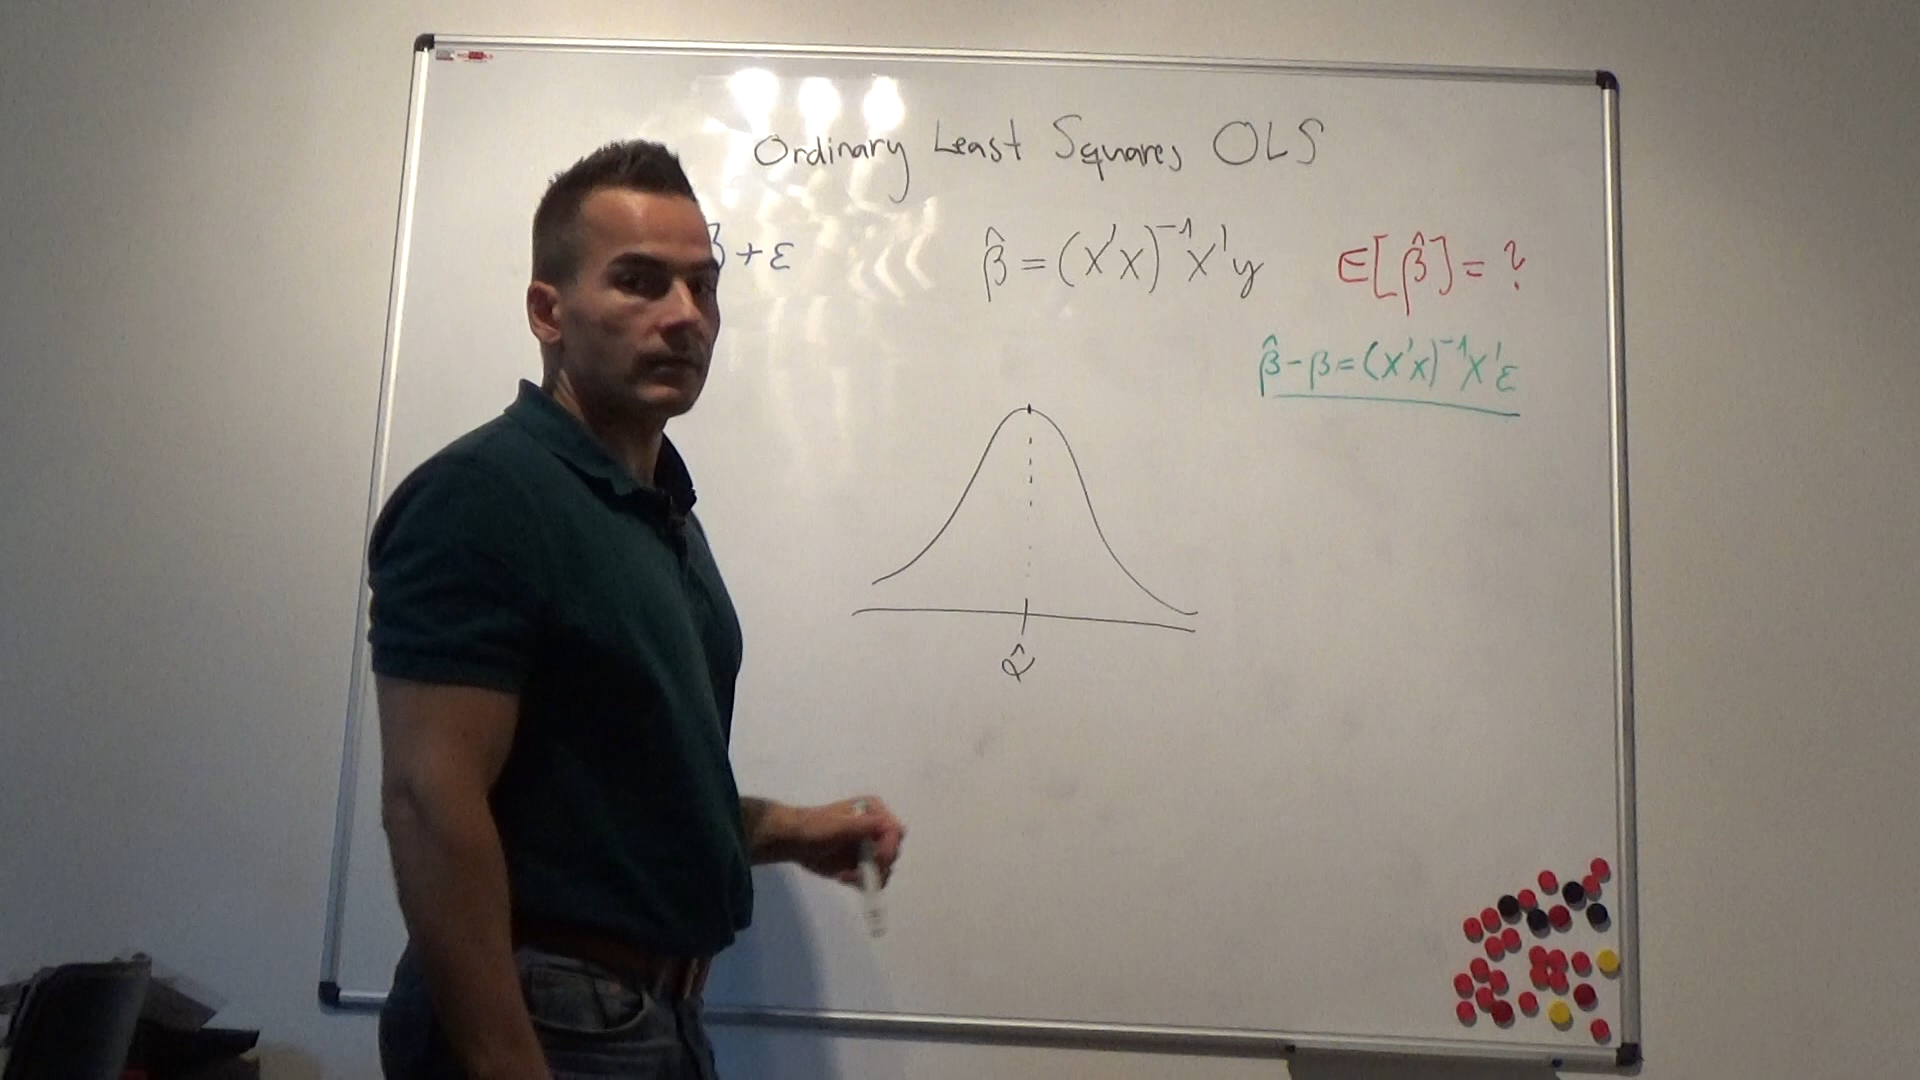 Ordinary Least Squares OLS
β + ε
β̂ = (X'X)⁻¹X'y
E[β̂] = ?
β̂ - β = (X'X)⁻¹X'ε
α̂